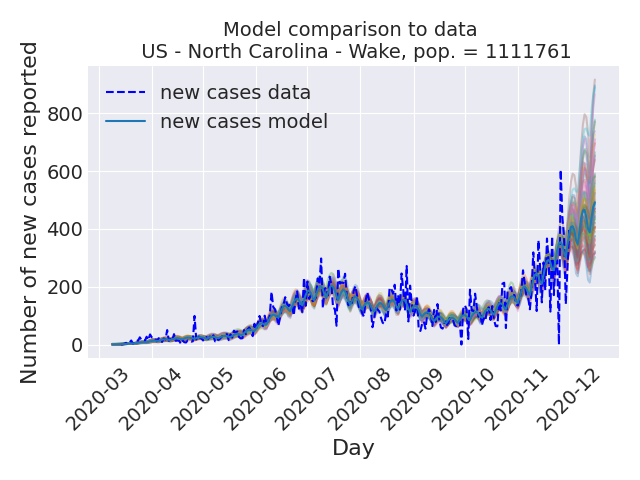 Model comparison to data
US - North Carolina - Wake, pop. = 1111761
Number of new cases reported
new cases data
new cases model
800
600
400
200
0
2020-03
2020-04
2020-05
2020-06
2020-07
2020-08
2020-09
2020-10
2020-11
2020-12
Day